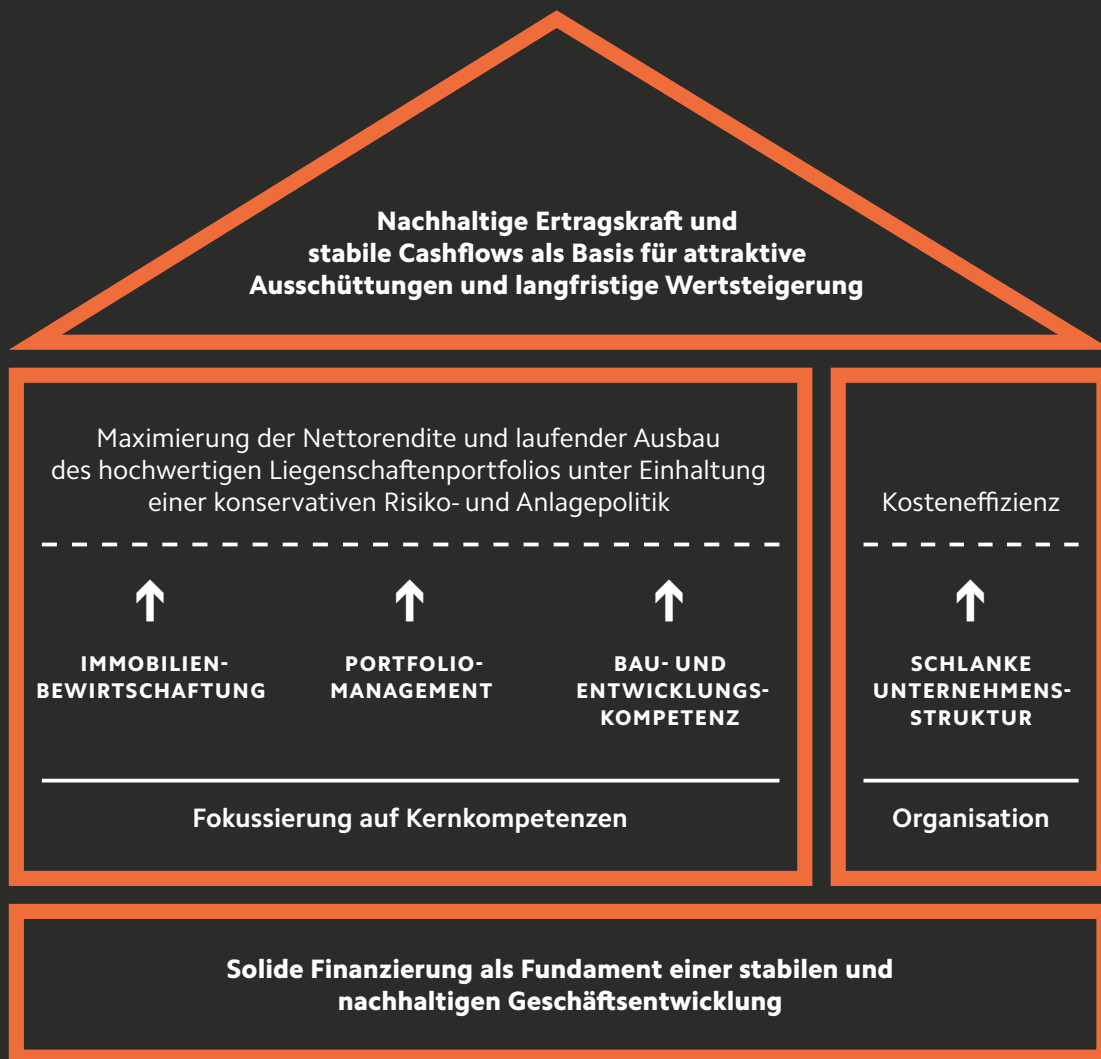 Nachhaltige Ertragskraft und
stabile Cashflows als Basis für attraktive
Ausschüttungen und langfristige Wertsteigerung
Maximierung der Nettorendite und laufender Ausbau
des hochwertigen Liegenschaftenportfolios unter Einhaltung
einer konservativen Risiko- und Anlagepolitik
IMMOBILIEN-
BEWIRTSCHAFTUNG
PORTFOLIO-
MANAGEMENT
BAU- UND
ENTWICKLUNGS-
KOMPETENZ
Fokussierung auf Kernkompetenzen
Kosteneffizienz
SCHLANKE
UNTERNEHMENS-
STRUKTUR
Organisation
Solide Finanzierung als Fundament einer stabilen und
nachhaltigen Geschäftsentwicklung